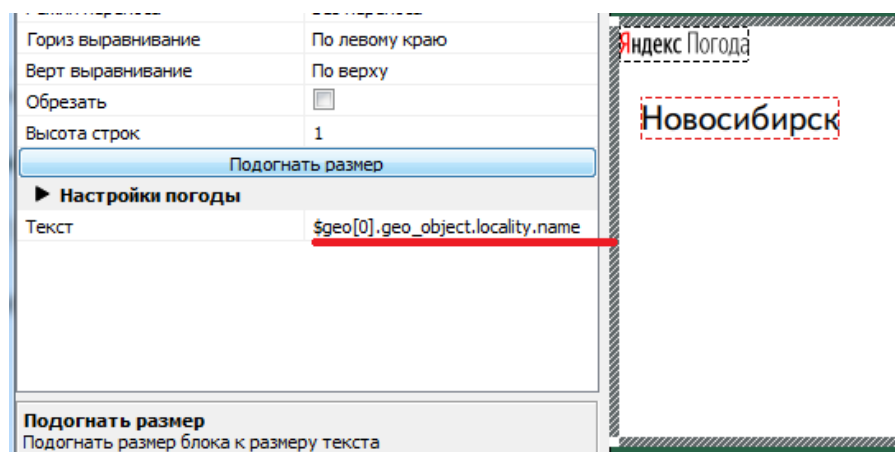 Гориз выравнивание По левому краю
Верт выравнивание По верху
Обрезать
Высота строк 1
Подогнать размер
Настройки погоды
Текст $geo[0].geo_object.locality.name
Подогнать размер
Подогнать размер блока к размеру текста
Яндекс Погода
Новосибирск